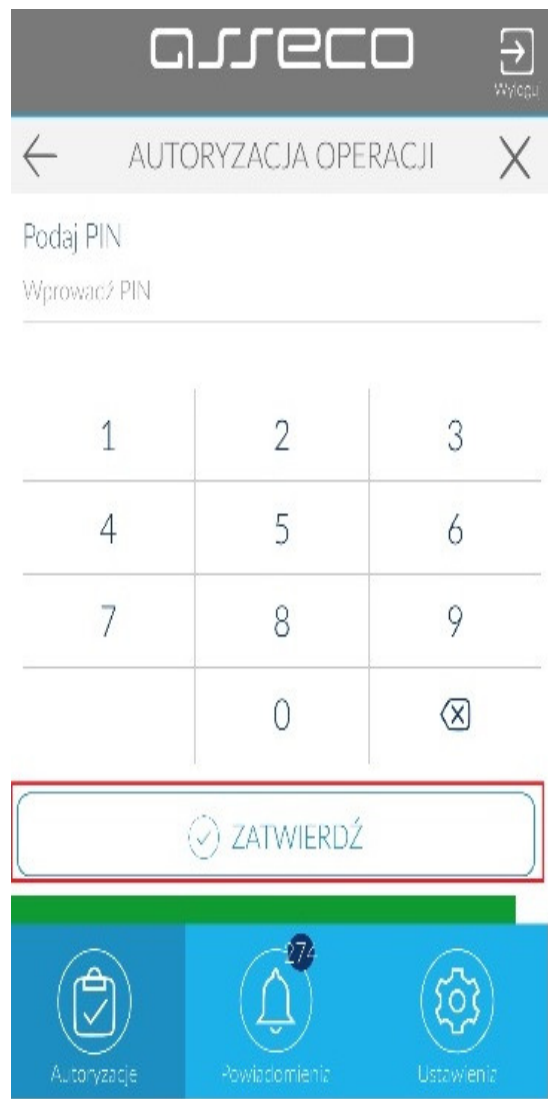 asseco
Wyloguj
AUTORYZACJA OPERACJI
Podaj PIN
Wprowadź PIN
1 2 3
4 5 6
7 8 9
0
ZATWIERDŹ
274
Autoryzacje Powiadomienia Ustawienia